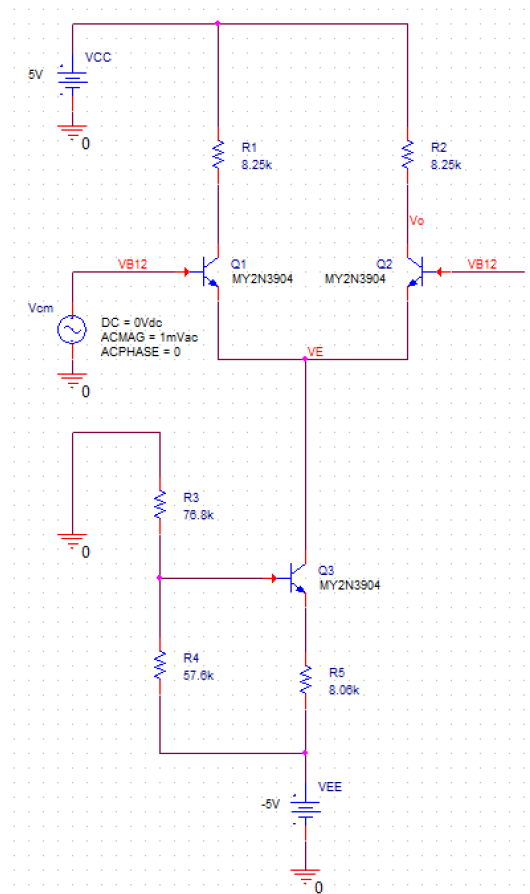 VCC
5V
0
R1
8.25k
R2
8.25k
Vo
VB12
Q1
MY2N3904
Q2
MY2N3904
VB12
Vcm
DC = 0Vdc
ACMAG = 1mVac
ACPHASE = 0
0
VE
R3
76.8k
0
Q3
MY2N3904
R4
57.6k
R5
8.06k
VEE
-5V
0